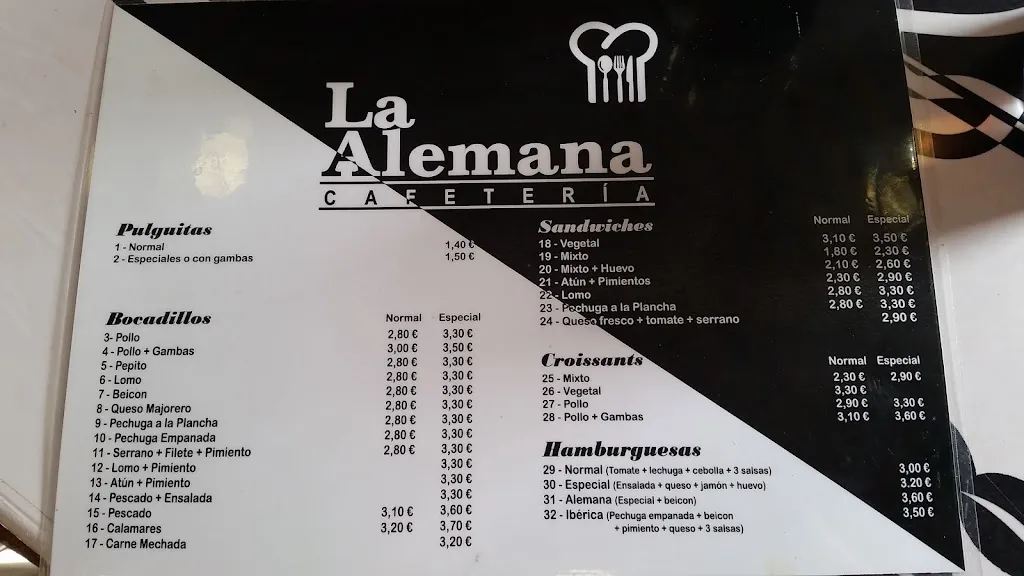 La
Alemana
CAFETERÍA
Pulguitas
1 - Normal 1,40 €
2 - Especiales o con gambas 1,50 €
Bocadillos Normal Especial
3- Pollo 2,80 € 3,30 €
4 - Pollo + Gambas 3,00 € 3,50 €
5 - Pepito 2,80 € 3,30 €
6 - Lomo 2,80 € 3,30 €
7 - Beicon 2,80 € 3,30 €
8 - Queso Majorero 2,80 € 3,30 €
9 - Pechuga a la Plancha 2,80 € 3,30 €
10 - Pechuga Empanada 2,80 € 3,30 €
11 - Serrano + Filete + Pimiento 2,80 € 3,30 €
12 - Lomo + Pimiento 3,30 €
13 - Atún + Pimiento 3,30 €
14 - Pescado + Ensalada 3,30 €
15 - Pescado 3,10 € 3,60 €
16 - Calamares 3,20 € 3,70 €
17 - Carne Mechada 3,20 €
Sandwiches Normal Especial
18 - Vegetal 3,10 € 3,50 €
19 - Mixto 1,80 € 2,30 €
20 - Mixto + Huevo 2,10 € 2,60 €
21 - Atún + Pimientos 2,30 € 2,90 €
22 - Lomo 2,80 € 3,30 €
23 - Pechuga a la Plancha 2,80 € 3,30 €
24 - Queso fresco + tomate + serrano 2,90 €
Croissants Normal Especial
25 - Mixto 2,30 € 2,90 €
26 - Vegetal 3,30 €
27 - Pollo 2,90 € 3,30 €
28 - Pollo + Gambas 3,10 € 3,60 €
Hamburguesas
29 - Normal (Tomate + lechuga + cebolla + 3 salsas) 3,00 €
30 - Especial (Ensalada + queso + jamón + huevo) 3.20 €
31 - Alemana (Especial + beicon) 3,60 €
32 - Ibérica (Pechuga empanada + beicon 3,50 €
+ pimiento + queso + 3 salsas)